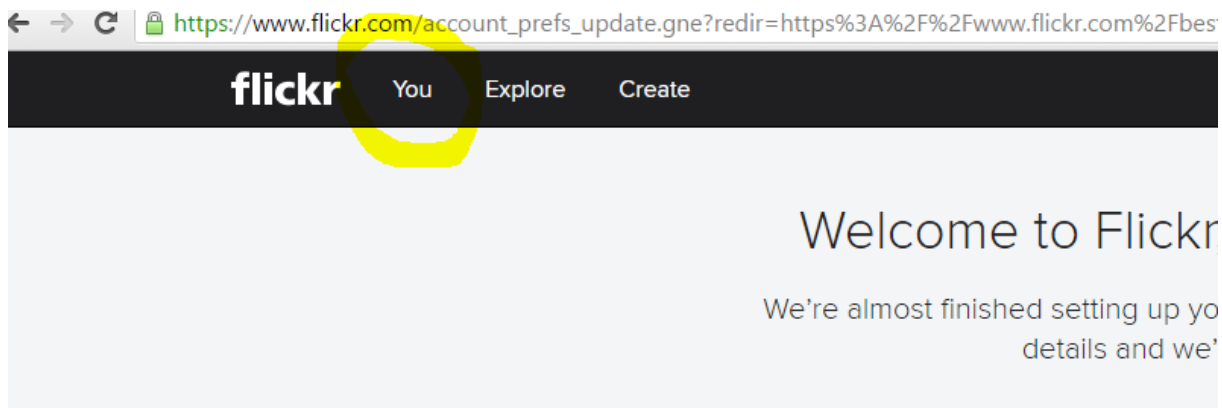 https://www.flickr.com/account_prefs_update.gne?redir=https%3A%2F%2Fwww.flickr.com%2Fbes
flickr You Explore Create
Welcome to Flickr
We're almost finished setting up yo
details and we'